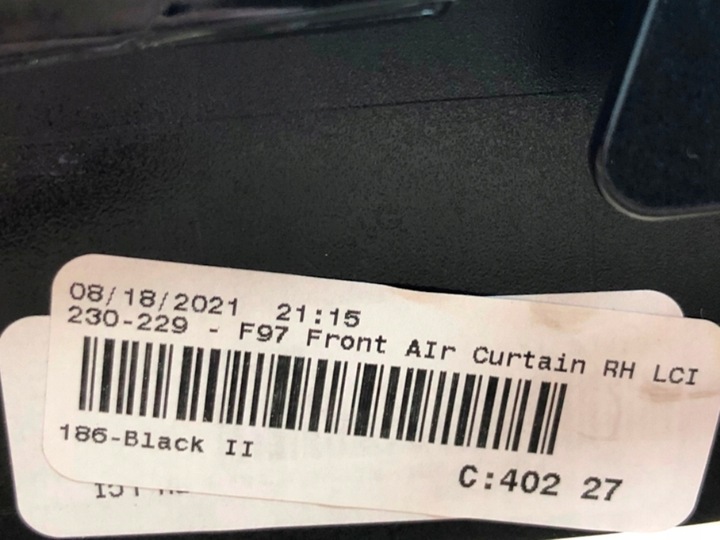 08/18/2021 21:15
230-229 - F97 Front AIr Curtain RH LCI
186-Black II
C:402 27